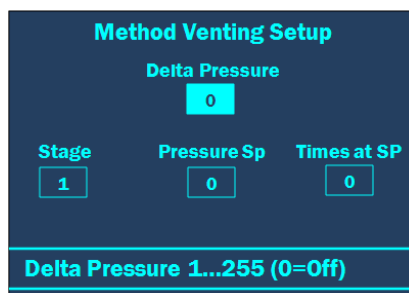 Method Venting Setup
Delta Pressure
0
Stage Pressure Sp Times at SP
1 0 0
Delta Pressure 1...255 (0=Off)